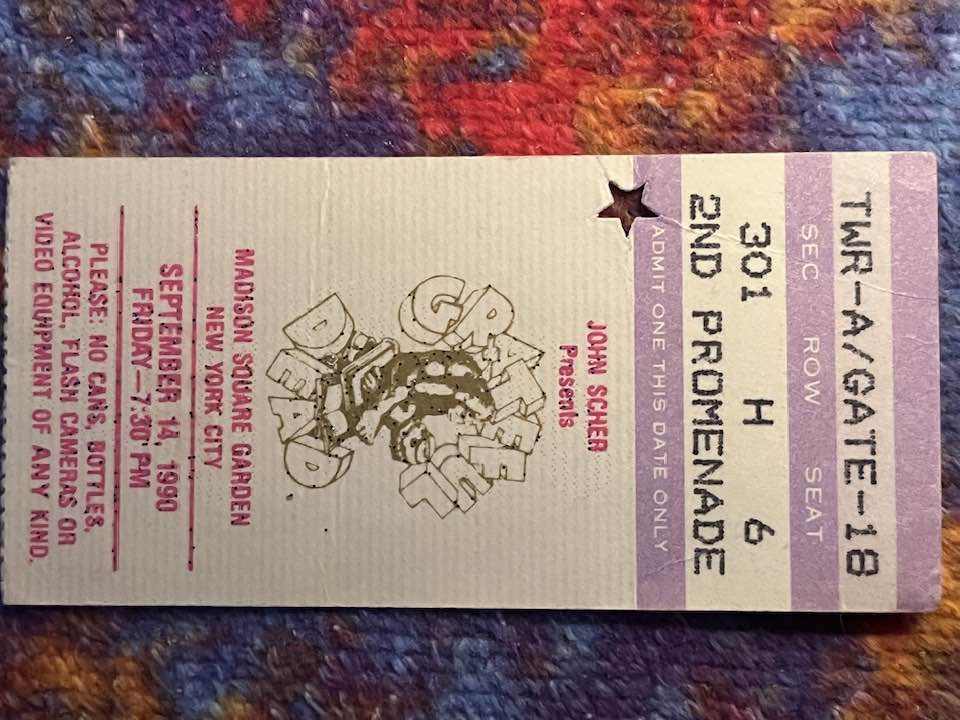 TWR-A/GATE-18
SEC ROW SEAT
301 H 6
2ND PROMENADE
ADMIT ONE THIS DATE ONLY
JOHN SCHER
Presents
GRATEFUL
DEAD
MADISON SQUARE GARDEN
NEW YORK CITY
SEPTEMBER 14, 1990
FRIDAY-7:30 PM
PLEASE: NO CANS, BOTTLES,
ALCOHOL, FLASH CAMERAS OR
VIDEO EQUIPMENT OF ANY KIND.